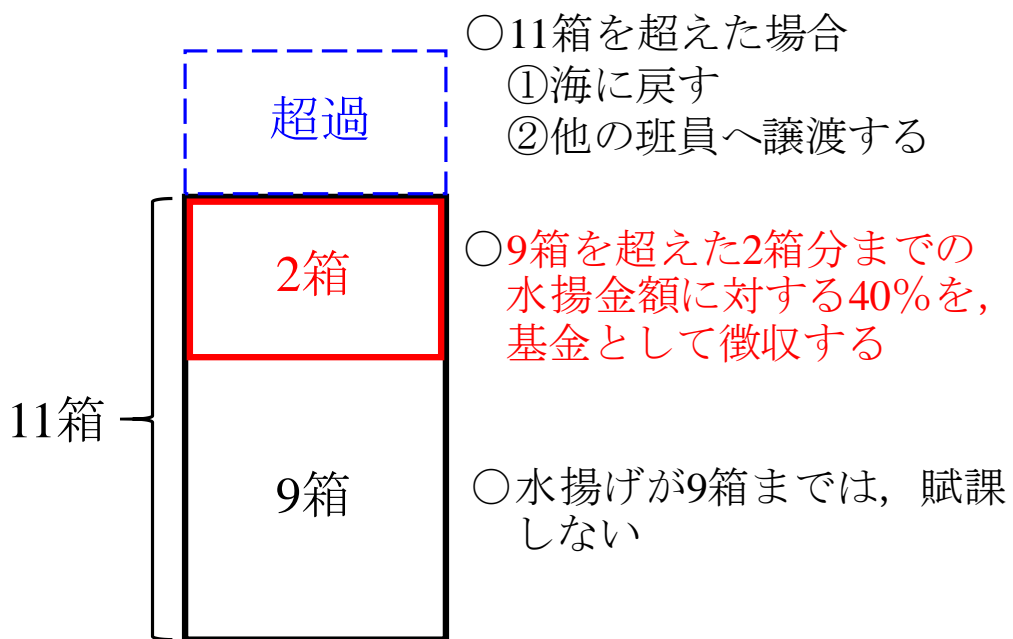 ○11箱を超えた場合
①海に戻す
②他の班員へ譲渡する
超過
2箱
○9箱を超えた2箱分までの
水揚金額に対する40％を，
基金として徴収する
11箱
9箱
○水揚げが9箱までは，賦課
しない